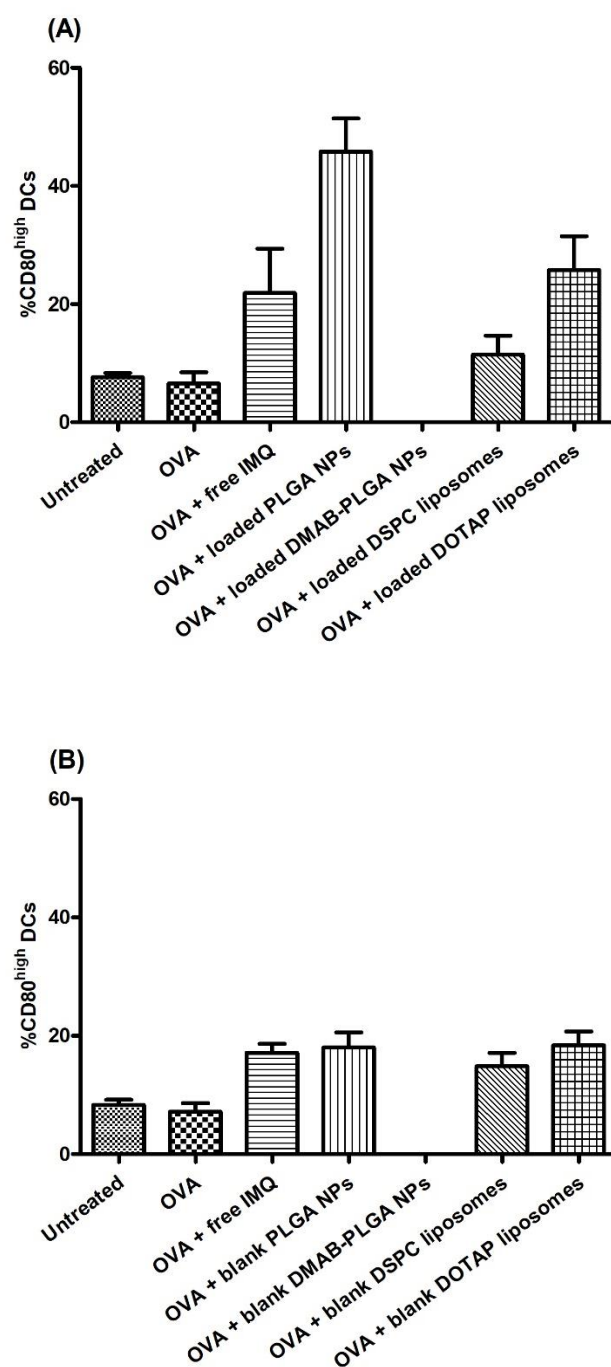 (A)
60
40
20
0
%CD80high DCs
Untreated
OVA
OVA + free IMQ
OVA + loaded PLGA NPs
OVA + loaded DMAB-PLGA NPs
OVA + loaded DSPC liposomes
OVA + loaded DOTAP liposomes
(B)
60
40
20
0
%CD80high DCs
Untreated
OVA
OVA + free IMQ
OVA + blank PLGA NPs
OVA + blank DMAB-PLGA NPs
OVA + blank DSPC liposomes
OVA + blank DOTAP liposomes